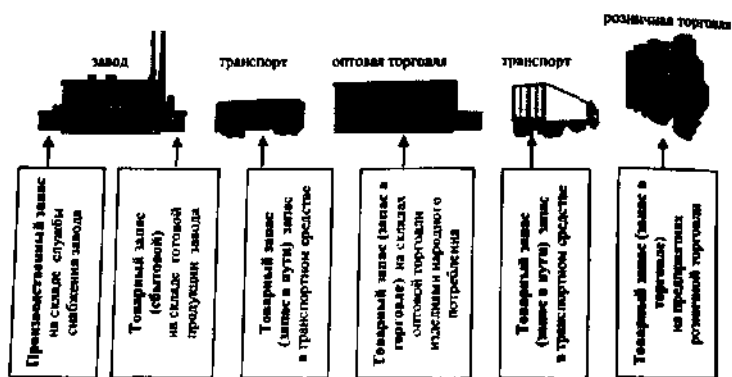 завод
транспорт
оптовая торговля
транспорт
розничная торговля
Производственный запас
на складе службы
снабжения завода
Товарный запас
(сбытовой)
на складе готовой
продукции завода
Товарный запас
(запас в пути) запас
в транспортном средстве
Товарный запас (запас в
торговле) на складах
оптовой торговли
изделиями народного
потребления
Товарный запас
(запас в пути) запас
в транспортном средстве
Товарный запас (запас в
торговле)
на предприятиях
розничной торговли